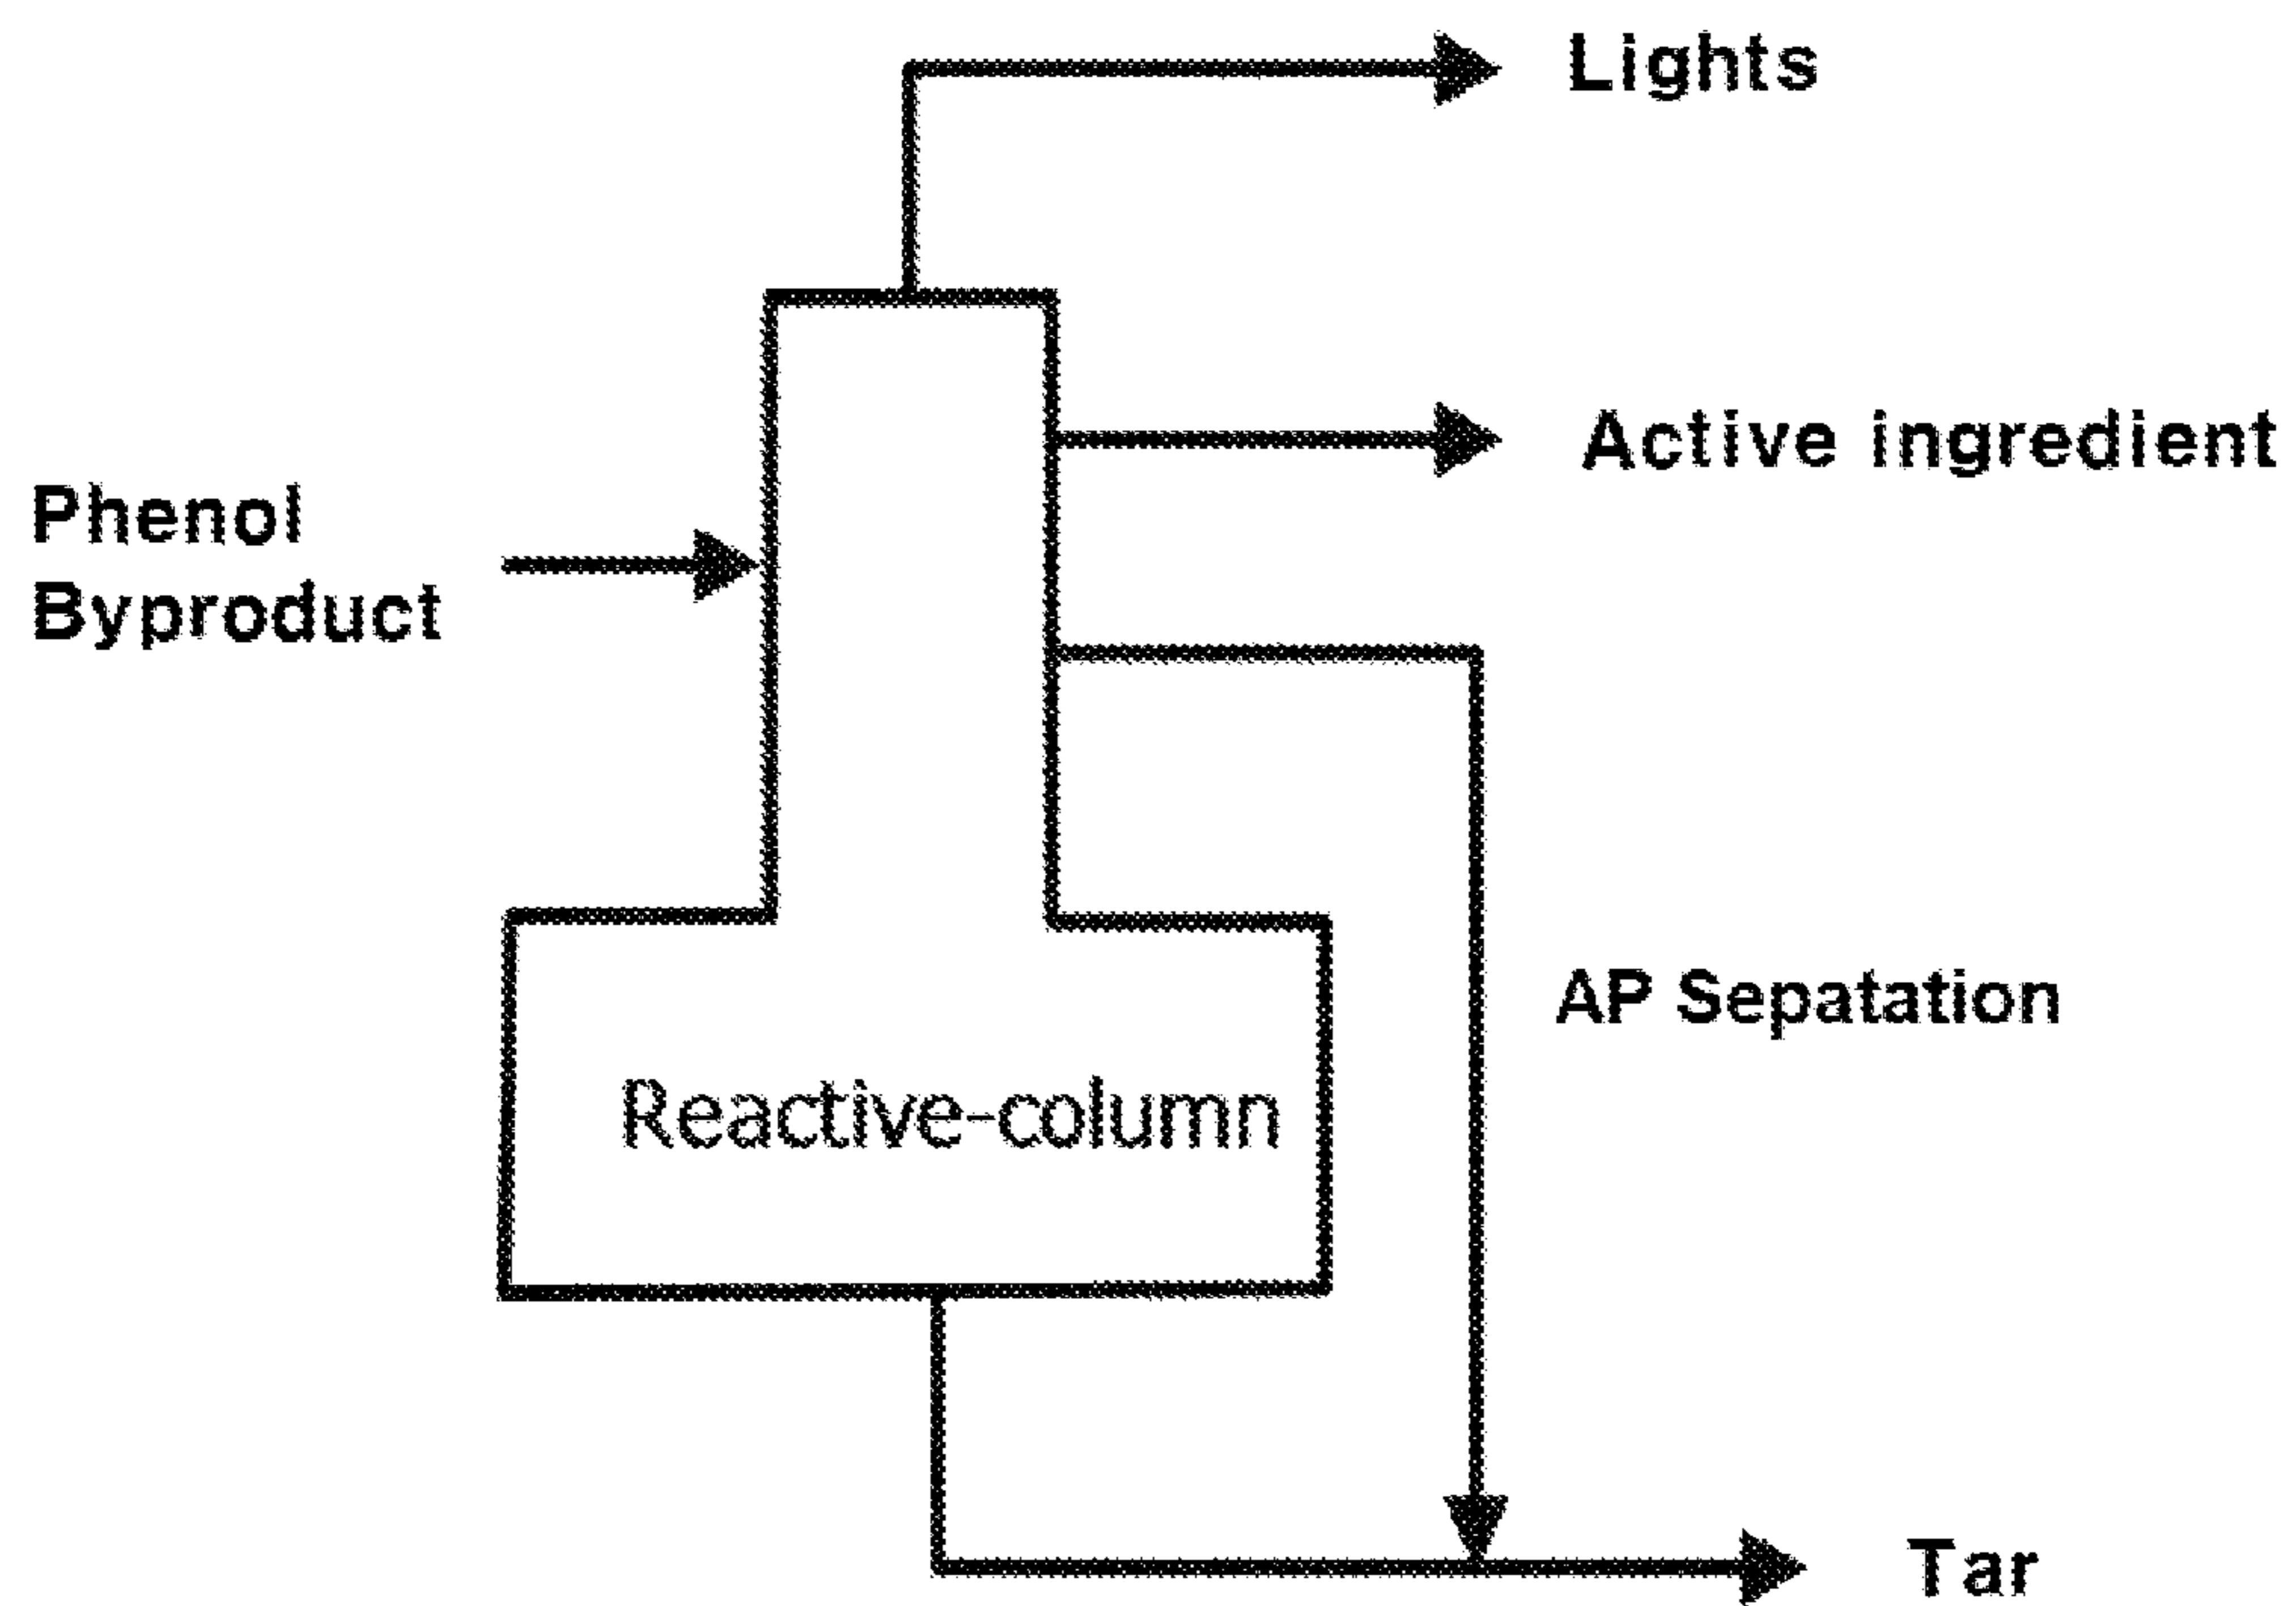 Lights
Active ingredient
Phenol
Byproduct
AP Sepatation
Reactive-column
Tar